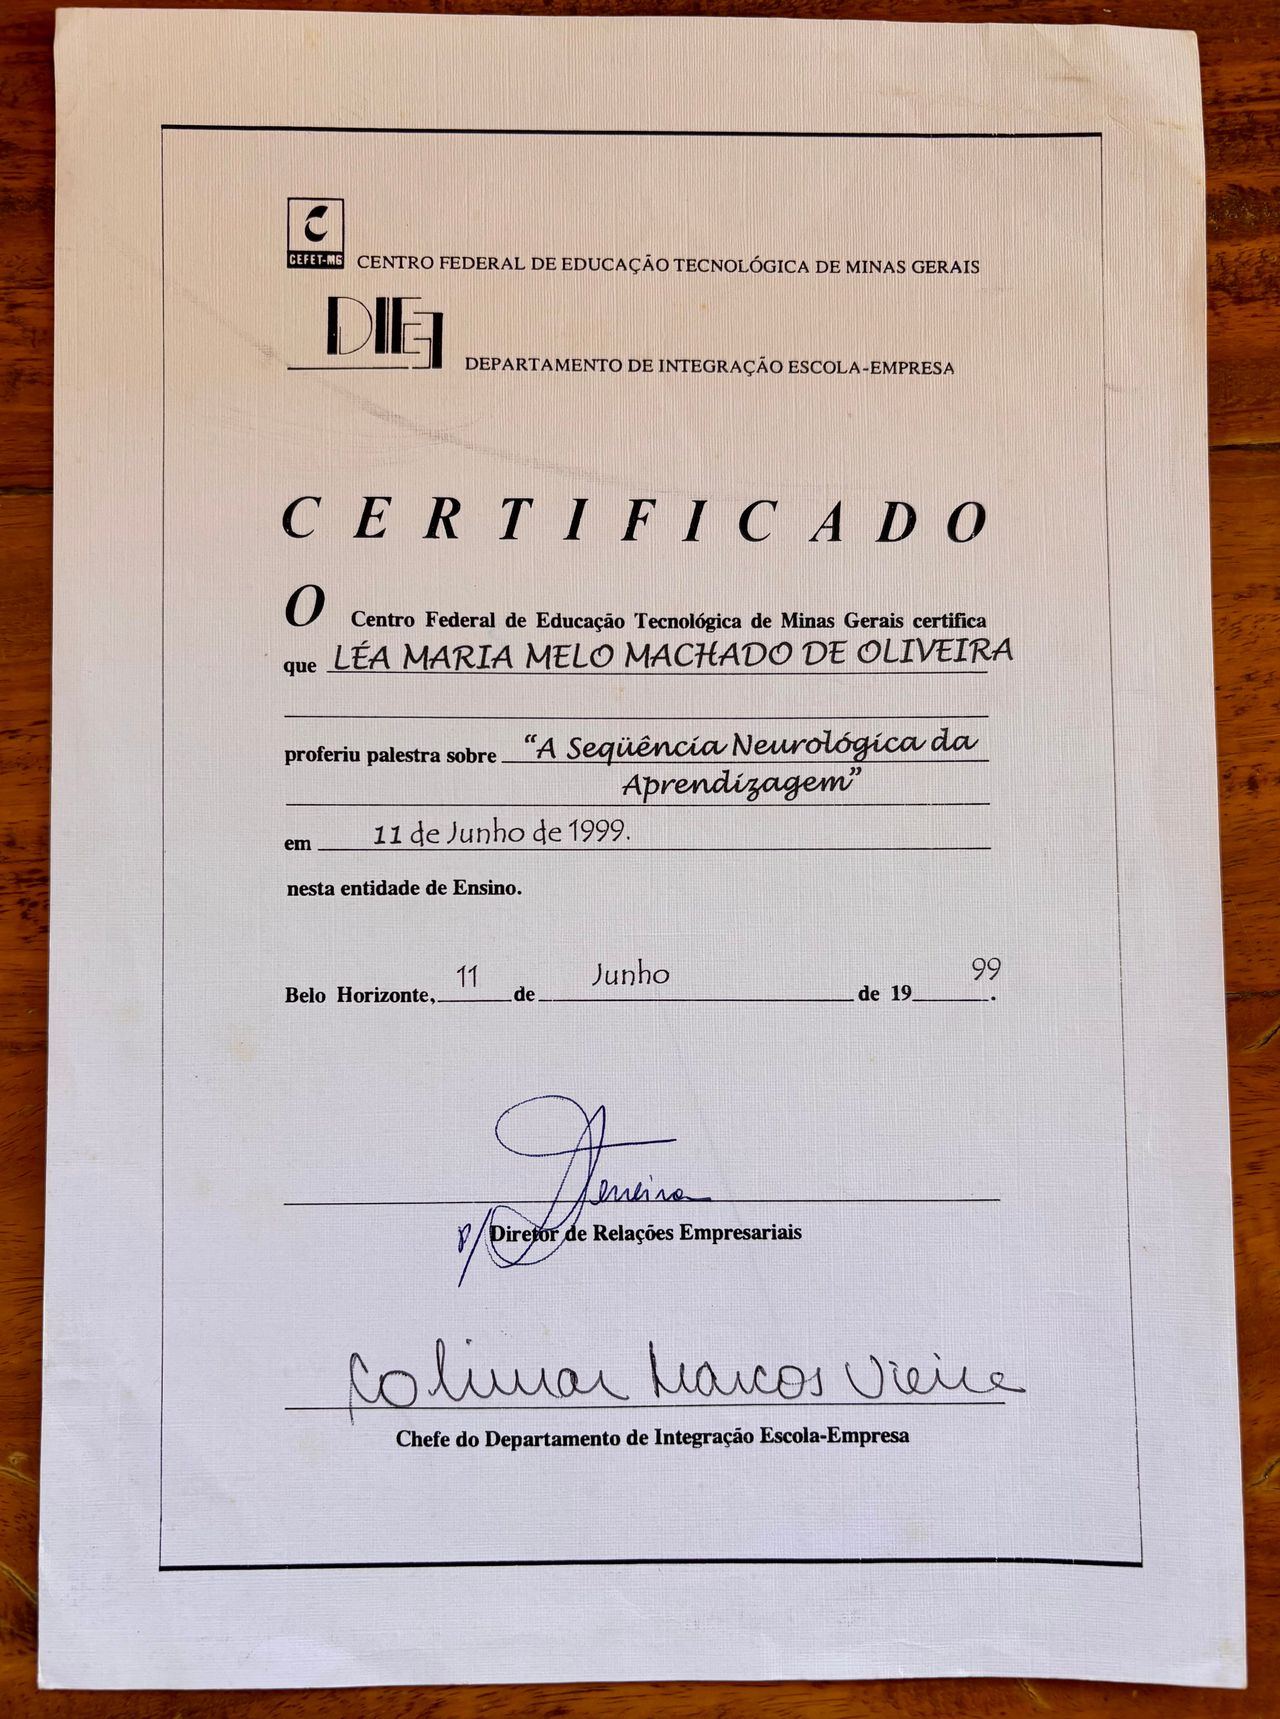 CEFET-MG
CENTRO FEDERAL DE EDUCAÇÃO TECNOLÓGICA DE MINAS GERAIS
DIEE
DEPARTAMENTO DE INTEGRAÇÃO ESCOLA-EMPRESA
CERTIFICADO
O Centro Federal de Educação Tecnológica de Minas Gerais certifica
que LÉA MARIA MELO MACHADO DE OLIVEIRA
proferiu palestra sobre “A Seqüência Neurológica da
Aprendizagem”
em 11 de Junho de 1999.
nesta entidade de Ensino.
Belo Horizonte, 11 de Junho de 19 99.
p/ Diretor de Relações Empresariais
Marcos Vieira
Chefe do Departamento de Integração Escola-Empresa